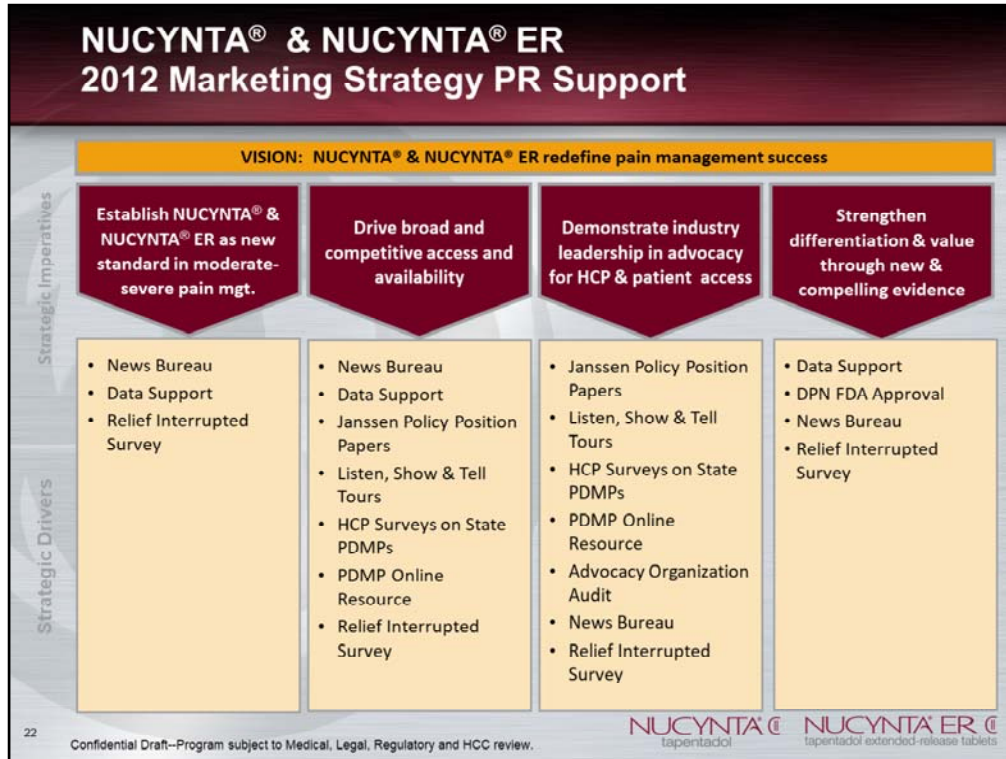 NUCYNTA® & NUCYNTA® ER
2012 Marketing Strategy PR Support
VISION: NUCYNTA® & NUCYNTA® ER redefine pain management success
Strategic Imperatives
Establish NUCYNTA® &
NUCYNTA® ER as new
standard in moderate-
severe pain mgt.
Drive broad and
competitive access and
availability
Demonstrate industry
leadership in advocacy
for HCP & patient access
Strengthen
differentiation & value
through new &
compelling evidence
Strategic Drivers
• News Bureau
• Data Support
• Relief Interrupted
Survey
• News Bureau
• Data Support
• Janssen Policy Position
Papers
• Listen, Show & Tell
Tours
• HCP Surveys on State
PDMPs
• PDMP Online
Resource
• Relief Interrupted
Survey
• Janssen Policy Position
Papers
• Listen, Show & Tell
Tours
• HCP Surveys on State
PDMPs
• PDMP Online
Resource
• Advocacy Organization
Audit
• News Bureau
• Relief Interrupted
Survey
• Data Support
• DPN FDA Approval
• News Bureau
• Relief Interrupted
Survey
22
Confidential Draft--Program subject to Medical, Legal, Regulatory and HCC review.
NUCYNTA® CII
tapentadol
NUCYNTA® ER CII
tapentadol extended-release tablets